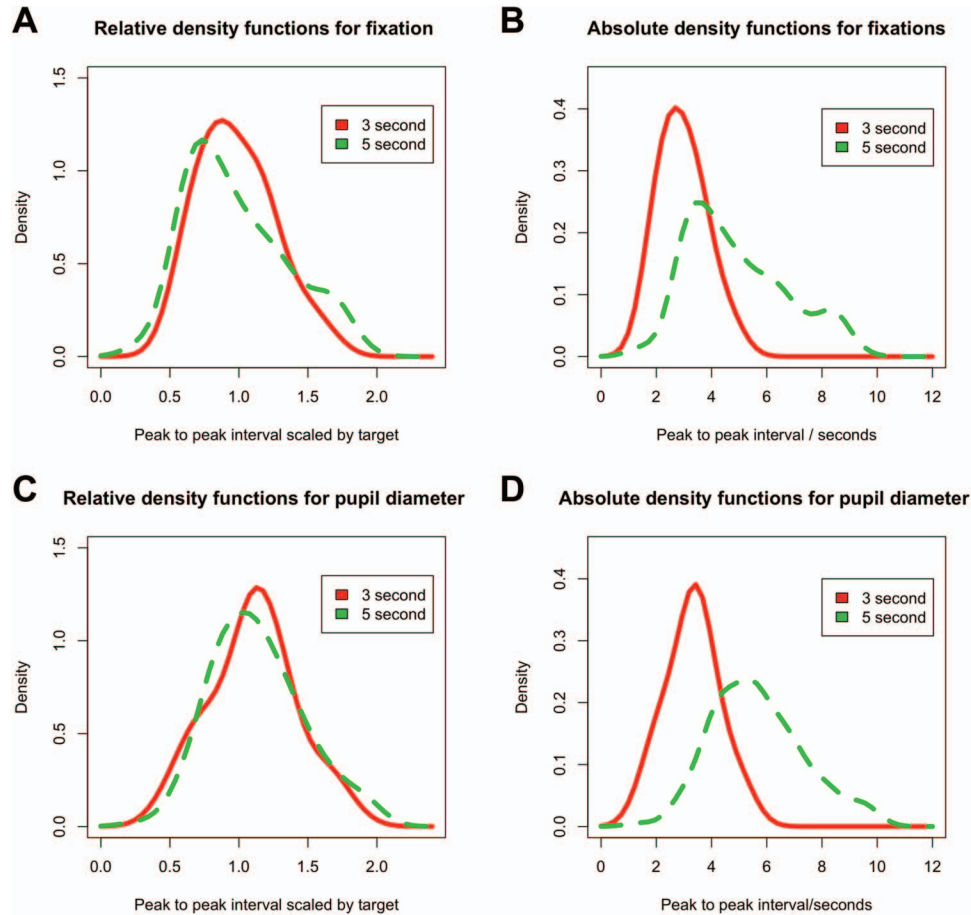 A
Relative density functions for fixation
1.5
1.0
0.5
0.0
Density
3 second
5 second
0.0 0.5 1.0 1.5 2.0
Peak to peak interval scaled by target
B
Absolute density functions for fixations
0.4
0.3
0.2
0.1
0.0
Density
3 second
5 second
0 2 4 6 8 10 12
Peak to peak interval / seconds
C
Relative density functions for pupil diameter
1.5
1.0
0.5
0.0
Density
3 second
5 second
0.0 0.5 1.0 1.5 2.0
Peak to peak interval scaled by target
D
Absolute density functions for pupil diameter
0.4
0.3
0.2
0.1
0.0
Density
3 second
5 second
0 2 4 6 8 10 12
Peak to peak interval/seconds